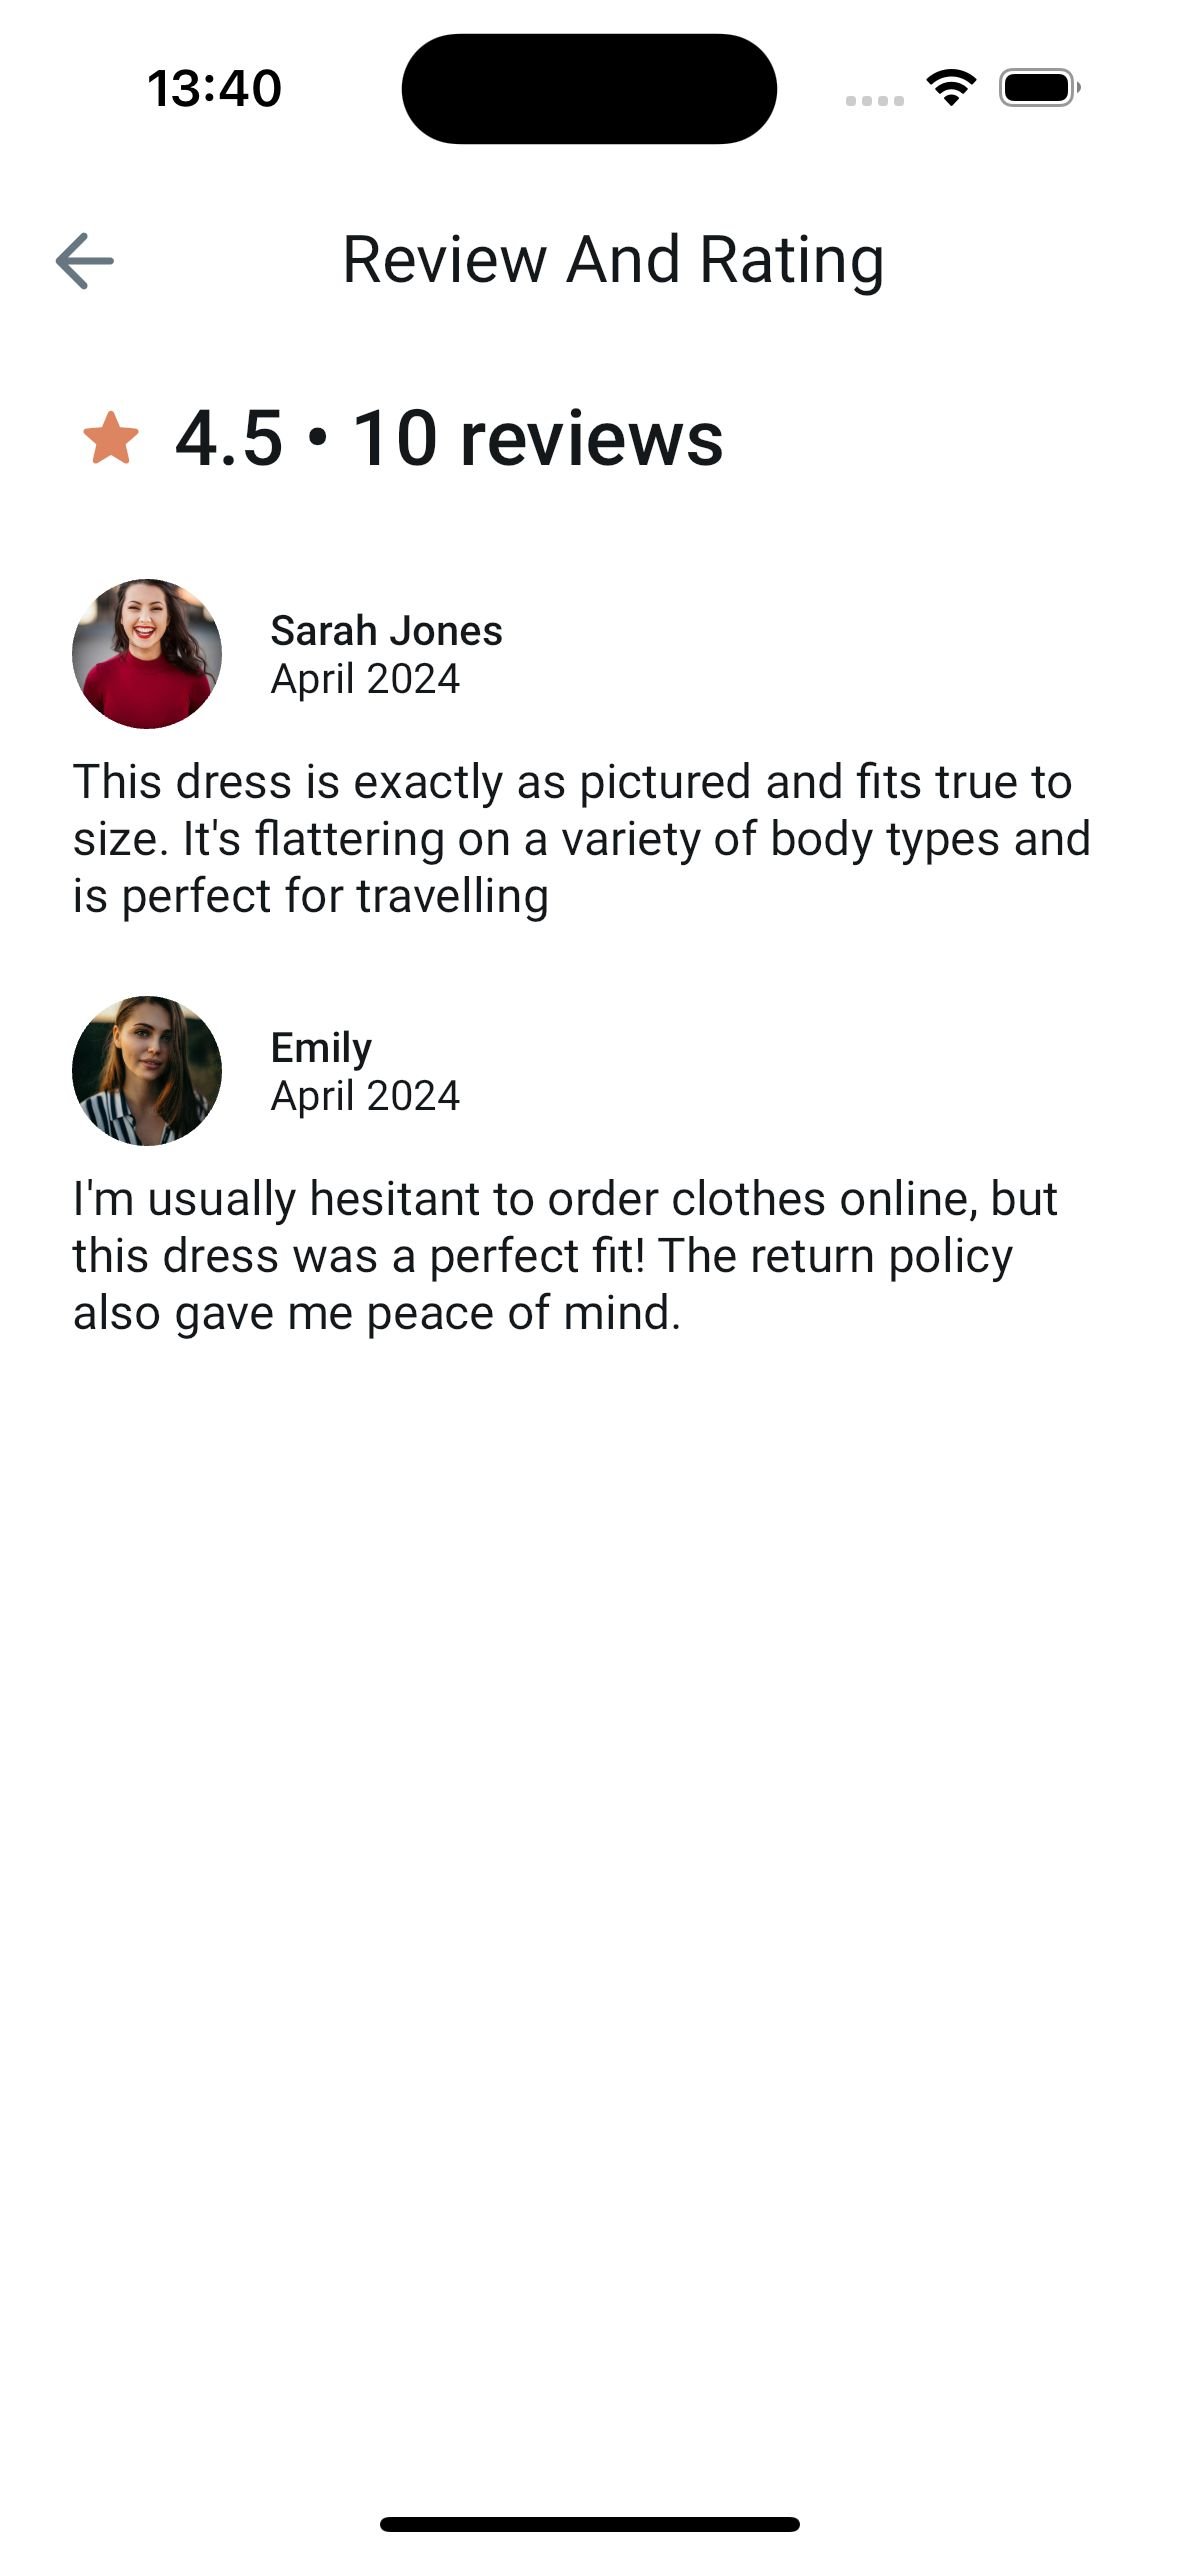 13:40
Review And Rating
4.5 • 10 reviews
Sarah Jones
April 2024
This dress is exactly as pictured and fits true to
size. It's flattering on a variety of body types and
is perfect for travelling
Emily
April 2024
I'm usually hesitant to order clothes online, but
this dress was a perfect fit! The return policy
also gave me peace of mind.